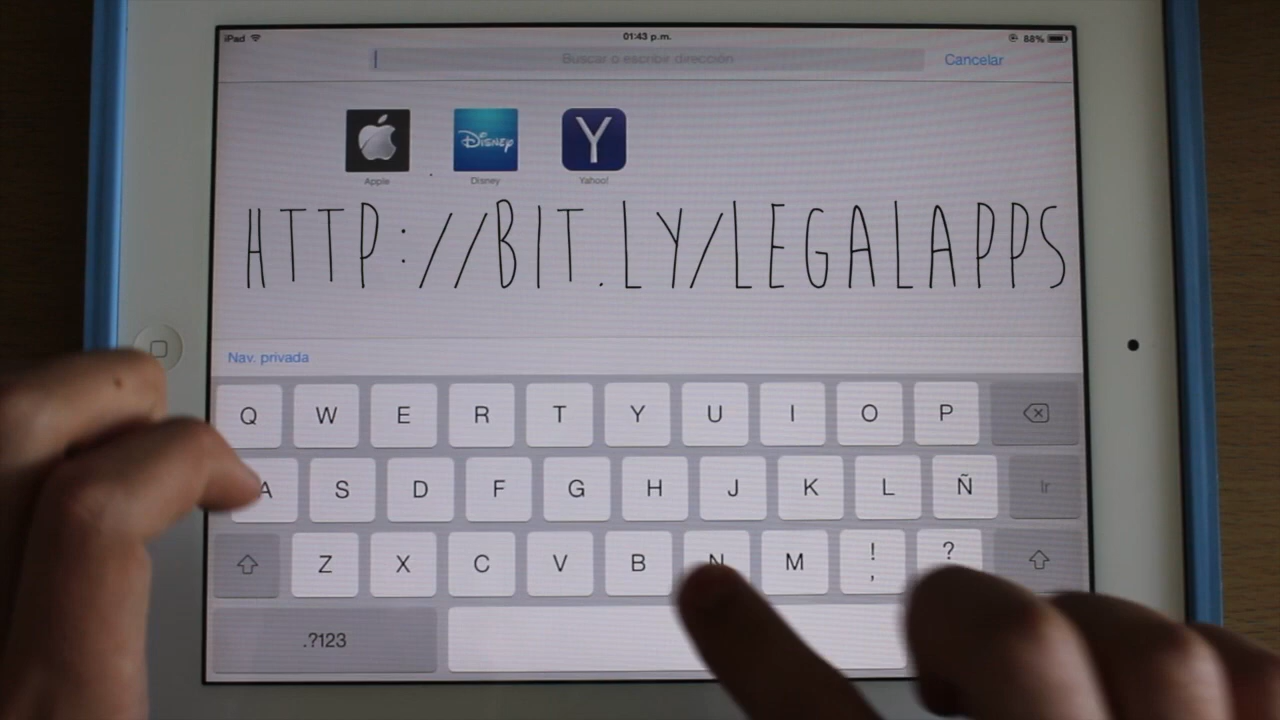 iPad 01:43 p.m. 88%
Buscar o escribir dirección Cancelar
Disney Y
Apple Disney Yahoo!
HTTP://BIT.LY/LEGALAPPS
Nav. privada
Q W E R T Y U I O P
A S D F G H J K L Ñ Ir
Z X C V B N M ! , ?
.?123